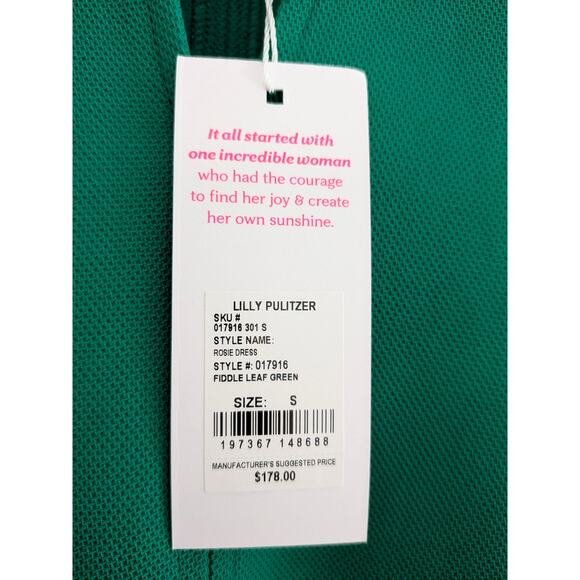 It all started with
one incredible woman
who had the courage
to find her joy & create
her own sunshine.
LILLY PULITZER
SKU #
017916 301 S
STYLE NAME:
ROSIE DRESS
STYLE #: 017916
FIDDLE LEAF GREEN
SIZE: S
197367 148688
MANUFACTURER'S SUGGESTED PRICE
$178.00